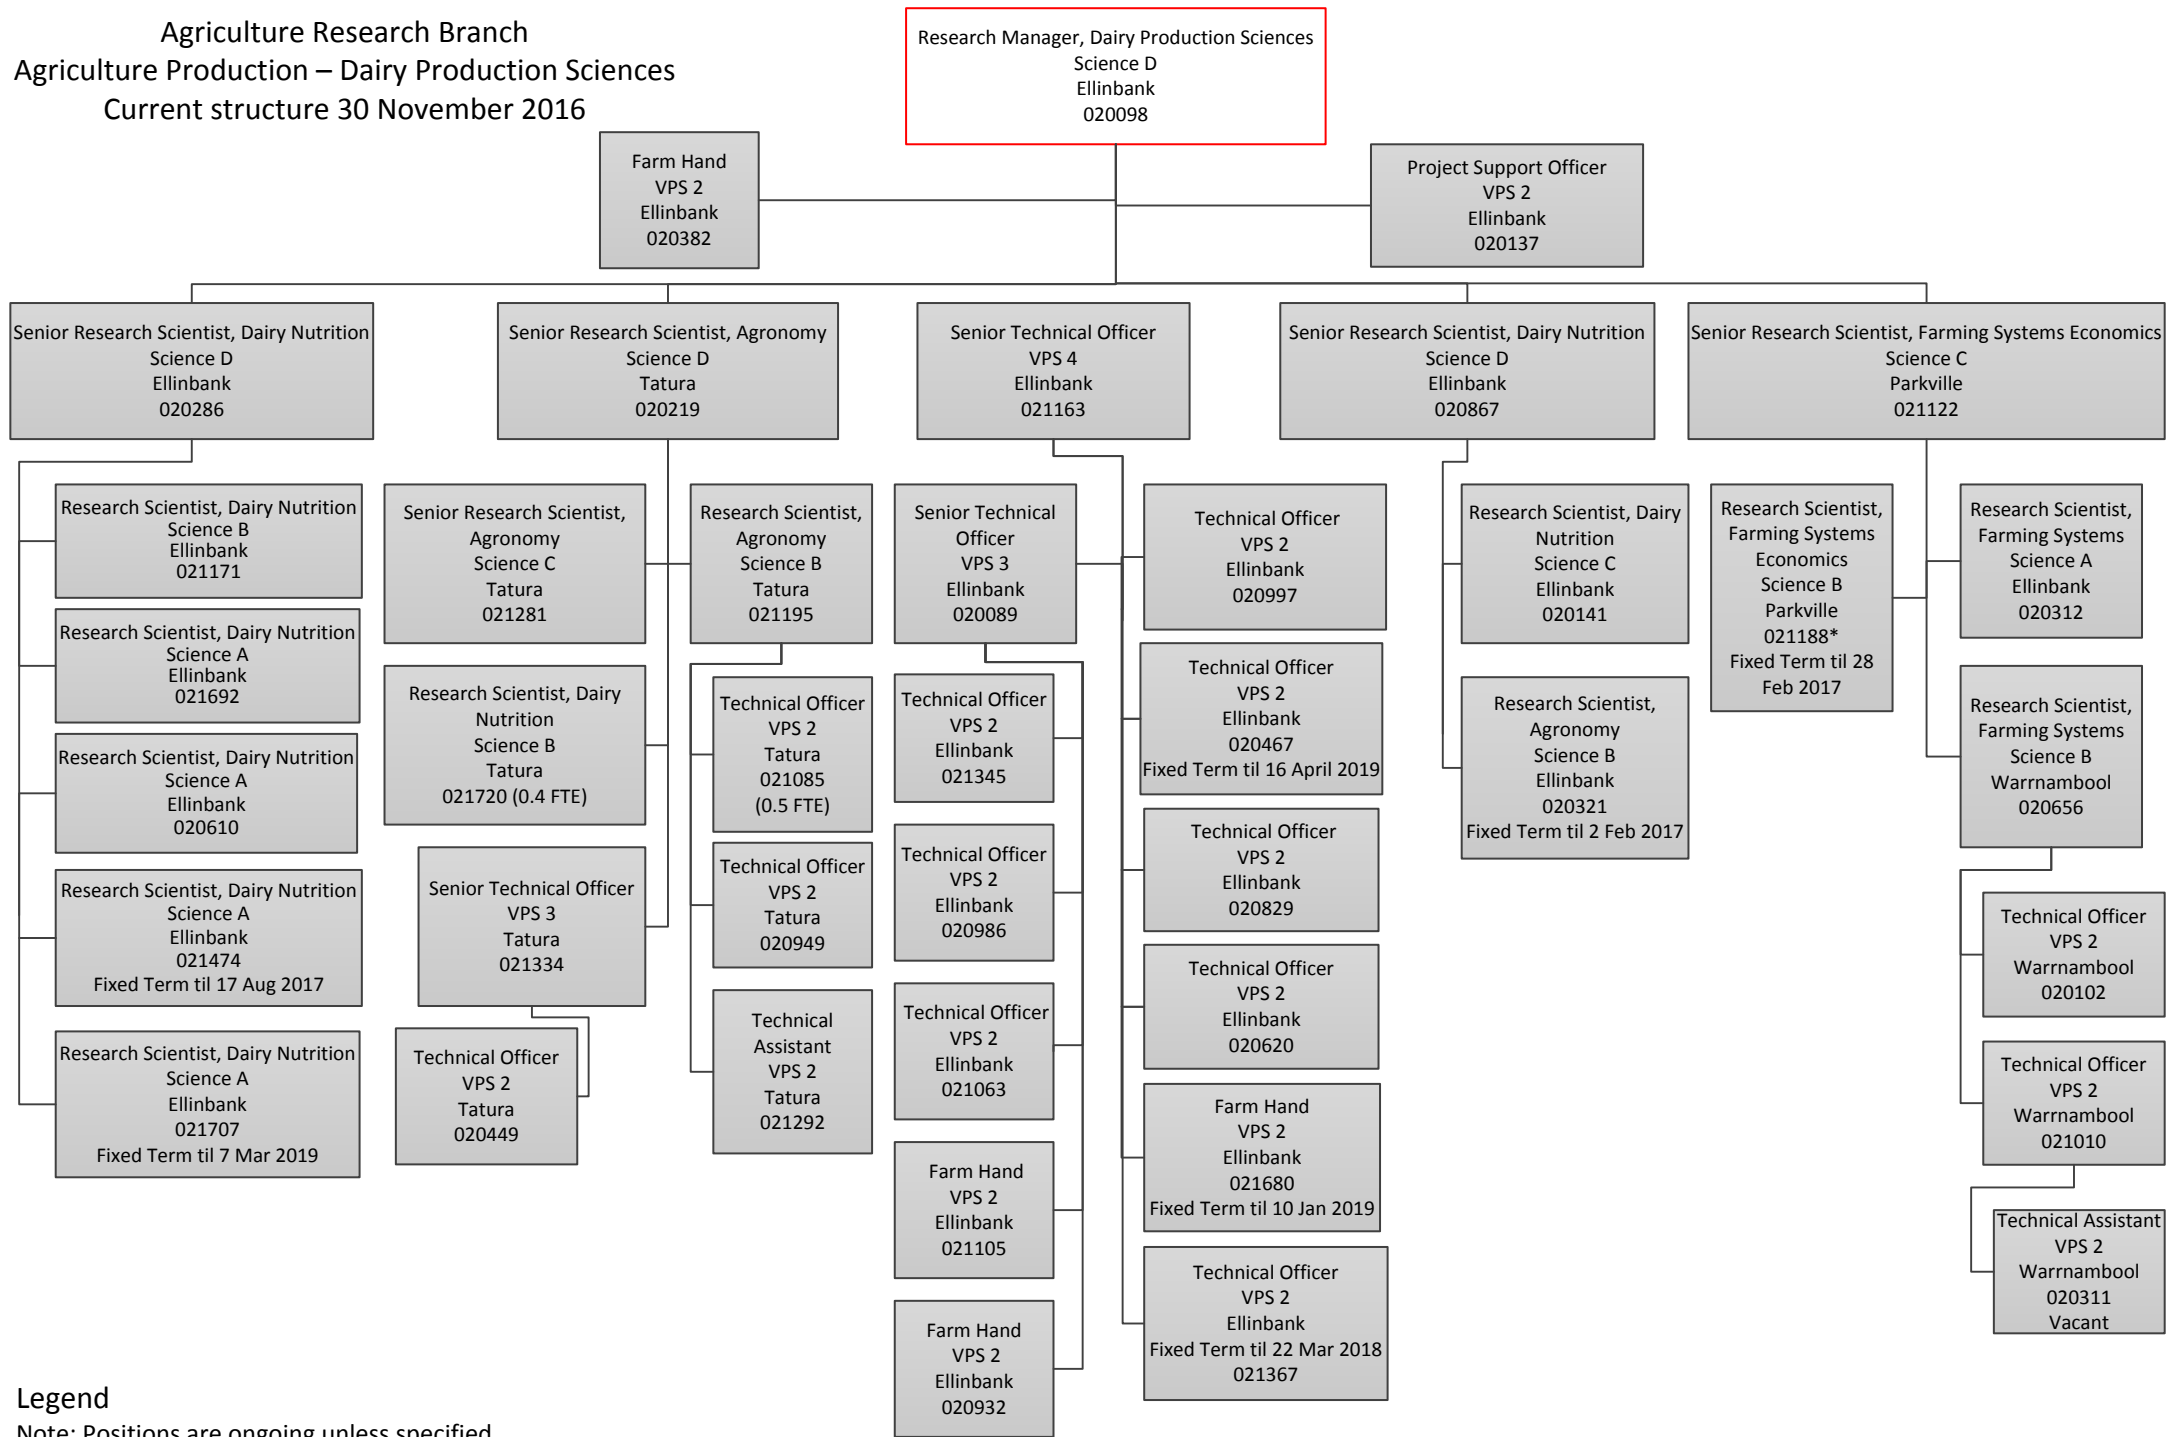 Agriculture Research Branch
Agriculture Production – Dairy Production Sciences
Current structure 30 November 2016
Research Manager, Dairy Production Sciences
Science D
Ellinbank
020098
Farm Hand
VPS 2
Ellinbank
020382
Project Support Officer
VPS 2
Ellinbank
020137
Senior Research Scientist, Dairy Nutrition
Science D
Ellinbank
020286
Senior Research Scientist, Agronomy
Science D
Tatura
020219
Senior Technical Officer
VPS 4
Ellinbank
021163
Senior Research Scientist, Dairy Nutrition
Science D
Ellinbank
020867
Senior Research Scientist, Farming Systems Economics
Science C
Parkville
021122
Research Scientist, Dairy Nutrition
Science B
Ellinbank
021171
Research Scientist, Dairy Nutrition
Science A
Ellinbank
021692
Research Scientist, Dairy Nutrition
Science A
Ellinbank
020610
Research Scientist, Dairy Nutrition
Science A
Ellinbank
021474
Fixed Term til 17 Aug 2017
Research Scientist, Dairy Nutrition
Science A
Ellinbank
021707
Fixed Term til 7 Mar 2019
Senior Research Scientist,
Agronomy
Science C
Tatura
021281
Research Scientist, Dairy
Nutrition
Science B
Tatura
021720 (0.4 FTE)
Senior Technical Officer
VPS 3
Tatura
021334
Technical Officer
VPS 2
Tatura
020449
Research Scientist,
Agronomy
Science B
Tatura
021195
Technical Officer
VPS 2
Tatura
021085
(0.5 FTE)
Technical Officer
VPS 2
Tatura
020949
Technical
Assistant
VPS 2
Tatura
021292
Senior Technical
Officer
VPS 3
Ellinbank
020089
Technical Officer
VPS 2
Ellinbank
021345
Technical Officer
VPS 2
Ellinbank
020986
Technical Officer
VPS 2
Ellinbank
021063
Farm Hand
VPS 2
Ellinbank
021105
Farm Hand
VPS 2
Ellinbank
020932
Technical Officer
VPS 2
Ellinbank
020997
Technical Officer
VPS 2
Ellinbank
020467
Fixed Term til 16 April 2019
Technical Officer
VPS 2
Ellinbank
020829
Technical Officer
VPS 2
Ellinbank
020620
Farm Hand
VPS 2
Ellinbank
021680
Fixed Term til 10 Jan 2019
Technical Officer
VPS 2
Ellinbank
Fixed Term til 22 Mar 2018
021367
Research Scientist, Dairy
Nutrition
Science C
Ellinbank
020141
Research Scientist,
Agronomy
Science B
Ellinbank
020321
Fixed Term til 2 Feb 2017
Research Scientist,
Farming Systems
Economics
Science B
Parkville
021188*
Fixed Term til 28
Feb 2017
Research Scientist,
Farming Systems
Science A
Ellinbank
020312
Research Scientist,
Farming Systems
Science B
Warrnambool
020656
Technical Officer
VPS 2
Warrnambool
020102
Technical Officer
VPS 2
Warrnambool
021010
Technical Assistant
VPS 2
Warrnambool
020311
Vacant
Legend
Note: Positions are ongoing unless specified